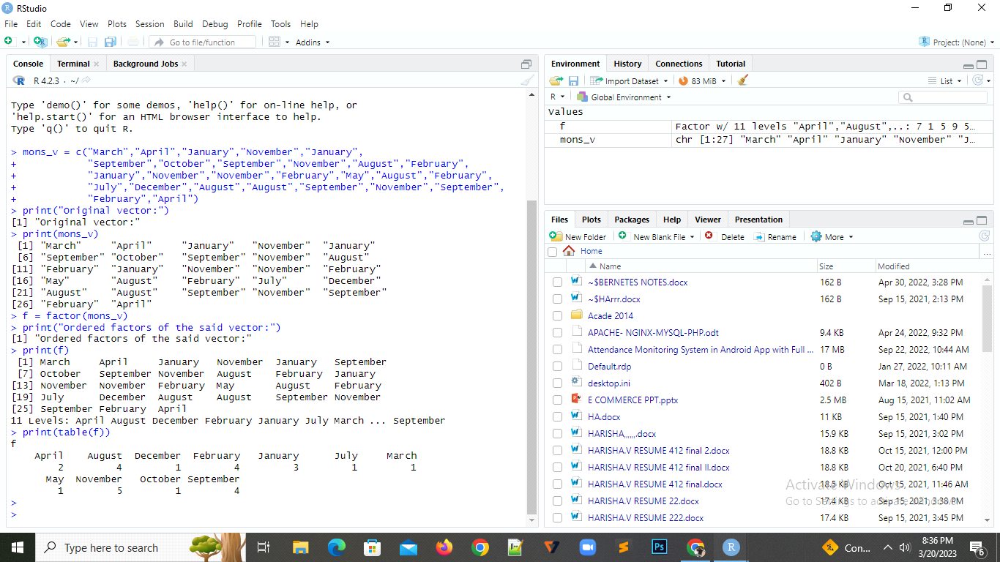 RStudio
File Edit Code View Plots Session Build Debug Profile Tools Help
Go to file/function Addins Project: (None)
Console Terminal Background Jobs
R 4.2.3 · ~/
Type 'demo()' for some demos, 'help()' for on-line help, or
'help.start()' for an HTML browser interface to help.
Type 'q()' to quit R.
> mons_v = c("March","April","January","November","January",
+ "September","October","September","November","August","February",
+ "January","November","November","February","May","August","February",
+ "July","December","August","August","September","November","September",
+ "February","April")
> print("Original vector:")
[1] "Original vector:"
> print(mons_v)
[1] "March" "April" "January" "November" "January"
[6] "September" "October" "September" "November" "August"
[11] "February" "January" "November" "November" "February"
[16] "May" "August" "February" "July" "December"
[21] "August" "August" "September" "November" "September"
[26] "February" "April"
> f = factor(mons_v)
> print("Ordered factors of the said vector:")
[1] "Ordered factors of the said vector:"
> print(f)
[1] March April January November January September
[7] October September November August February January
[13] November November February May August February
[19] July December August August September November
[25] September February April
11 Levels: April August December February January July March ... September
> print(table(f))
f
April August December February January July March
2 4 1 4 3 1 1
May November October September
1 5 1 4
>
>
Environment History Connections Tutorial
Import Dataset 83 MiB List
R Global Environment
Values
f Factor w/ 11 levels "April","August",..: 7 1 5 9 5…
mons_v chr [1:27] "March" "April" "January" "November" "J…
Files Plots Packages Help Viewer Presentation
New Folder New Blank File Delete Rename More
Home ...
Name Size Modified
~$BERNETES NOTES.docx 162 B Apr 30, 2022, 3:28 PM
~$HArrr.docx 162 B Sep 15, 2021, 2:13 PM
Acade 2014
APACHE- NGINX-MYSQL-PHP.odt 9.4 KB Apr 24, 2022, 9:32 PM
Attendance Monitoring System in Android App with Full ... 17 MB Sep 22, 2022, 10:44 AM
Default.rdp 0 B Jan 27, 2022, 10:11 AM
desktop.ini 402 B Mar 18, 2022, 1:13 PM
E COMMERCE PPT.pptx 2.5 MB Aug 15, 2021, 11:02 AM
HA.docx 11 KB Sep 15, 2021, 1:40 PM
HARISHA,,,,,,.docx 15.9 KB Sep 15, 2021, 3:02 PM
HARISHA.V RESUME 412 final 2.docx 18.8 KB Oct 15, 2021, 12:00 PM
HARISHA.V RESUME 412 final II.docx 18.8 KB Oct 20, 2021, 6:40 PM
HARISHA.V RESUME 412 final.docx 18.5 KB Oct 15, 2021, 11:46 AM
Activate Windows
HARISHA.V RESUME 22.docx 17.4 KB Sep 15, 2021, 3:38 PM
Go to Settings to activate Windows.
HARISHA.V RESUME 222.docx 17.4 KB Sep 15, 2021, 3:45 PM
Type here to search Ps R Con... 8:36 PM
3/20/2023 6